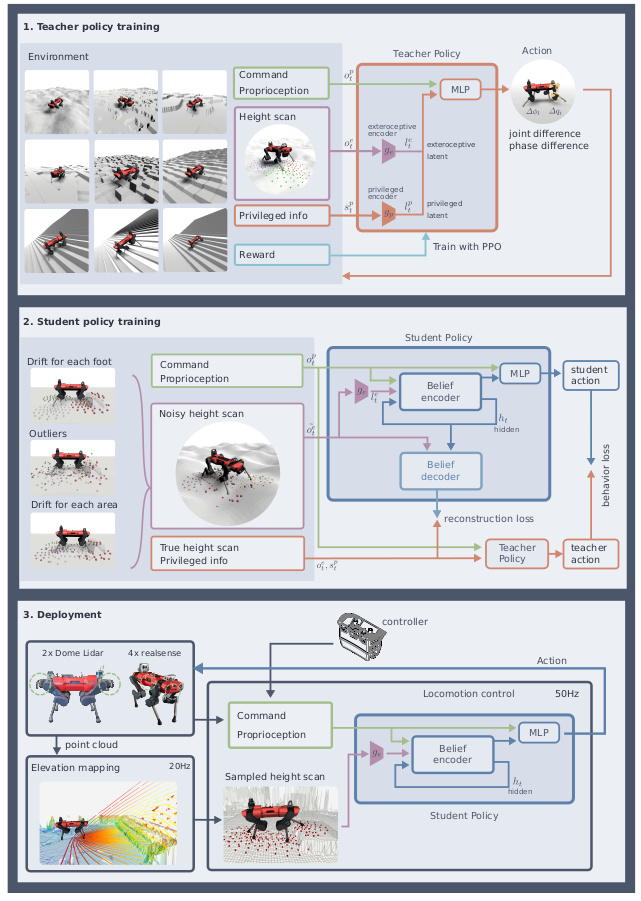 1. Teacher policy training
Environment
Command
Proprioception
Height scan
Privileged info
Reward
Teacher Policy
o_t^p
o_t^e
s_t^p
exteroceptive
encoder
g_e
l_t^e
exteroceptive
latent
privileged
encoder
g_p
l_t^p
privileged
latent
MLP
Train with PPO
Action
Δo_l Δq_i
joint difference
phase difference
2. Student policy training
Drift for each foot
Outliers
Drift for each area
Command
Proprioception
Noisy height scan
True height scan
Privileged info
o_t^p
õ_t^e
o_t^e, s_t^p
Student Policy
g_e
l_t^e
Belief
encoder
MLP
h_t
hidden
Belief
decoder
reconstruction loss
Teacher
Policy
student
action
behavior loss
teacher
action
3. Deployment
controller
2x Dome Lidar
4x realsense
point cloud
Elevation mapping
20Hz
Action
Locomotion control
50Hz
Command
Proprioception
Sampled height scan
g_e
Belief
encoder
MLP
h_t
hidden
Student Policy